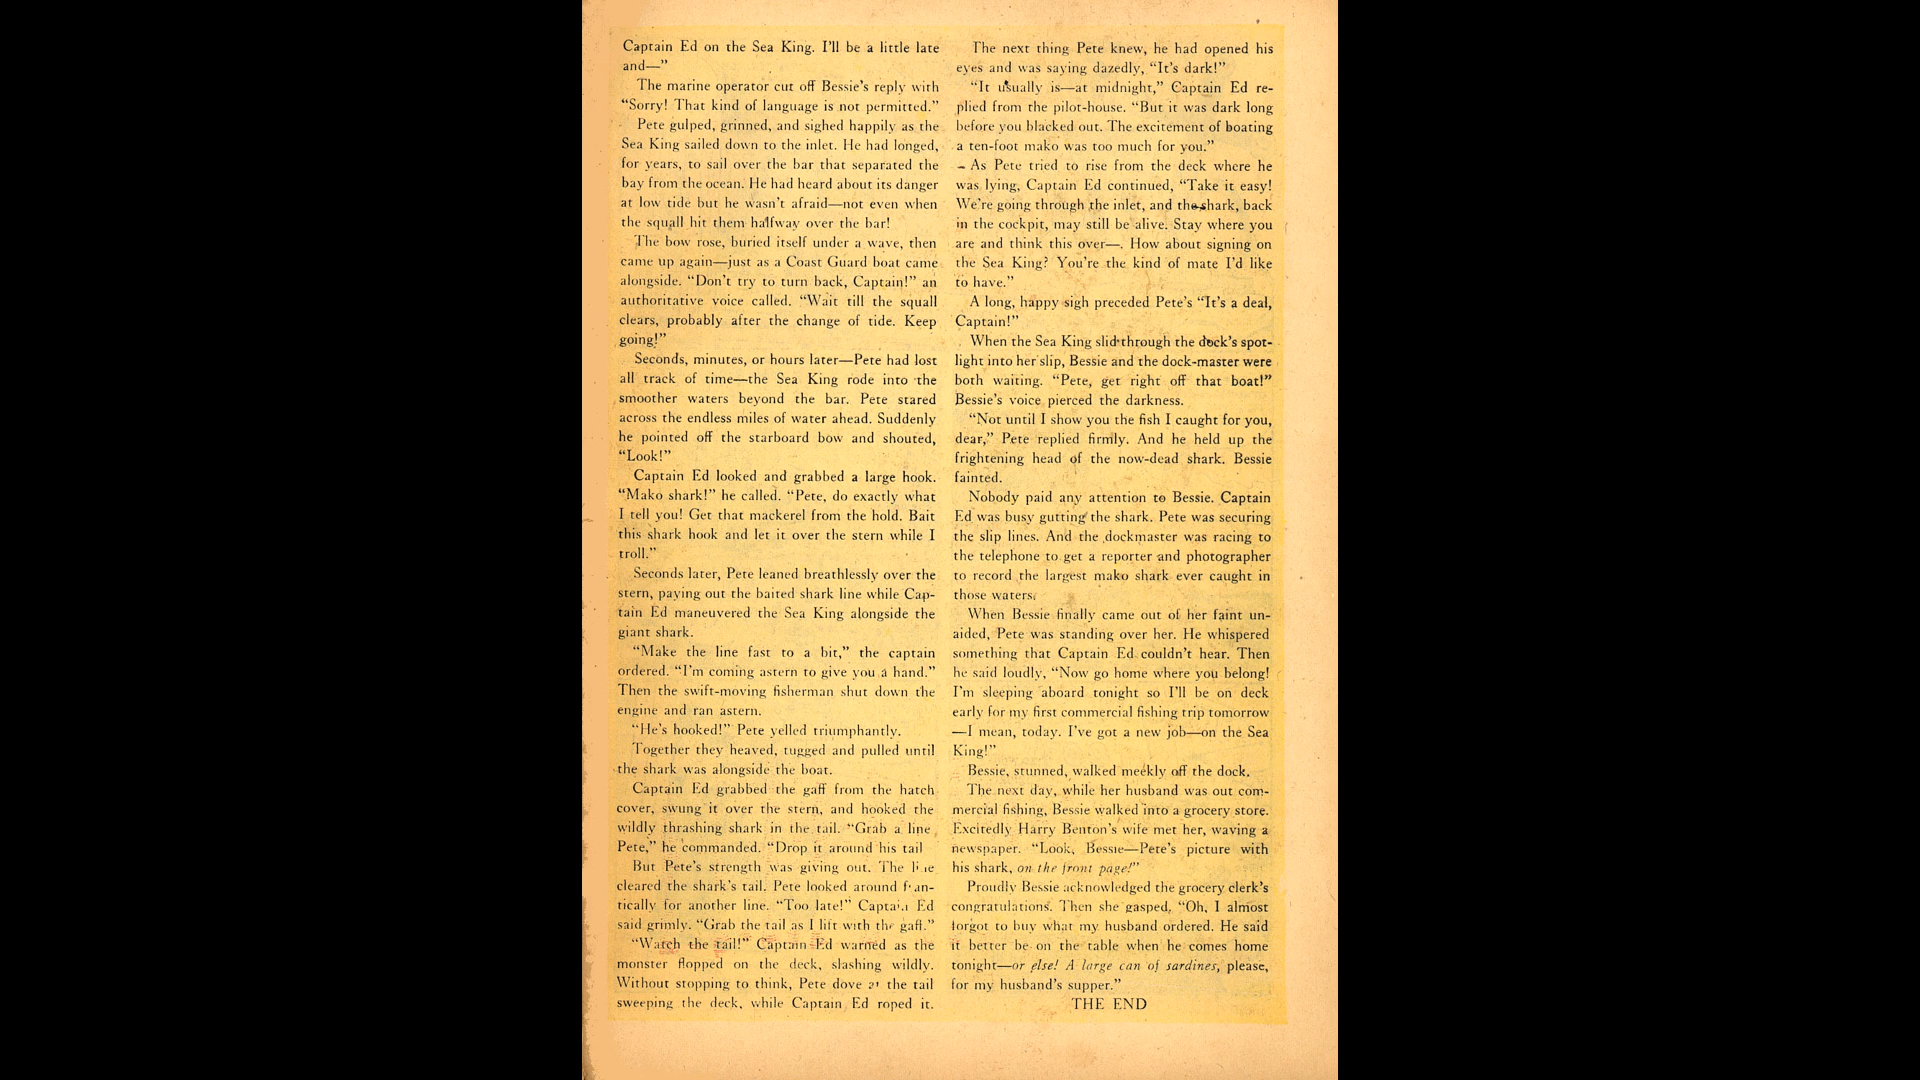 Captain Ed on the Sea King. I'll be a little late
and—”
The marine operator cut off Bessie's reply with
“Sorry! That kind of language is not permitted.”
Pete gulped, grinned, and sighed happily as the
Sea King sailed down to the inlet. He had longed,
for years, to sail over the bar that separated the
bay from the ocean. He had heard about its danger
at low tide but he wasn't afraid—not even when
the squall hit them halfway over the bar!
The bow rose, buried itself under a wave, then
came up again—just as a Coast Guard boat came
alongside. “Don't try to turn back, Captain!” an
authoritative voice called. “Wait till the squall
clears, probably after the change of tide. Keep
going!”
Seconds, minutes, or hours later—Pete had lost
all track of time—the Sea King rode into the
smoother waters beyond the bar. Pete stared
across the endless miles of water ahead. Suddenly
he pointed off the starboard bow and shouted,
“Look!”
Captain Ed looked and grabbed a large hook.
“Mako shark!” he called. “Pete, do exactly what
I tell you! Get that mackerel from the hold. Bait
this shark hook and let it over the stern while I
troll.”
Seconds later, Pete leaned breathlessly over the
stern, paying out the baited shark line while Cap-
tain Ed maneuvered the Sea King alongside the
giant shark.
“Make the line fast to a bit,” the captain
ordered. “I'm coming astern to give you a hand.”
Then the swift-moving fisherman shut down the
engine and ran astern.
“He's hooked!” Pete yelled triumphantly.
Together they heaved, tugged and pulled until
the shark was alongside the boat.
Captain Ed grabbed the gaff from the hatch
cover, swung it over the stern, and hooked the
wildly thrashing shark in the tail. “Grab a line
Pete,” he commanded. “Drop it around his tail
But Pete's strength was giving out. The line
cleared the shark's tail. Pete looked around fran-
tically for another line. “Too late!” Captain Ed
said grimly. “Grab the tail as I lift with the gaff.”
“Watch the tail!” Captain Ed warned as the
monster flopped on the deck, slashing wildly.
Without stopping to think, Pete dove at the tail
sweeping the deck, while Captain Ed roped it.
The next thing Pete knew, he had opened his
eyes and was saying dazedly, “It's dark!”
“It usually is—at midnight,” Captain Ed re-
plied from the pilot-house. “But it was dark long
before you blacked out. The excitement of boating
a ten-foot mako was too much for you.”
As Pete tried to rise from the deck where he
was lying, Captain Ed continued, “Take it easy!
We're going through the inlet, and the shark, back
in the cockpit, may still be alive. Stay where you
are and think this over—. How about signing on
the Sea King? You're the kind of mate I'd like
to have.”
A long, happy sigh preceded Pete's “It's a deal,
Captain!”
When the Sea King slid through the dock's spot-
light into her slip, Bessie and the dock-master were
both waiting. “Pete, get right off that boat!”
Bessie's voice pierced the darkness.
“Not until I show you the fish I caught for you,
dear,” Pete replied firmly. And he held up the
frightening head of the now-dead shark. Bessie
fainted.
Nobody paid any attention to Bessie. Captain
Ed was busy gutting the shark. Pete was securing
the slip lines. And the dockmaster was racing to
the telephone to get a reporter and photographer
to record the largest mako shark ever caught in
those waters.
When Bessie finally came out of her faint un-
aided, Pete was standing over her. He whispered
something that Captain Ed couldn't hear. Then
he said loudly, “Now go home where you belong!
I'm sleeping aboard tonight so I'll be on deck
early for my first commercial fishing trip tomorrow
—I mean, today. I've got a new job—on the Sea
King!”
Bessie, stunned, walked meekly off the dock.
The next day, while her husband was out com-
mercial fishing, Bessie walked into a grocery store.
Excitedly Harry Benton's wife met her, waving a
newspaper. “Look, Bessie—Pete's picture with
his shark, on the front page!”
Proudly Bessie acknowledged the grocery clerk's
congratulations. Then she gasped, “Oh, I almost
forgot to buy what my husband ordered. He said
it better be on the table when he comes home
tonight—or else! A large can of sardines, please,
for my husband's supper.”
THE END